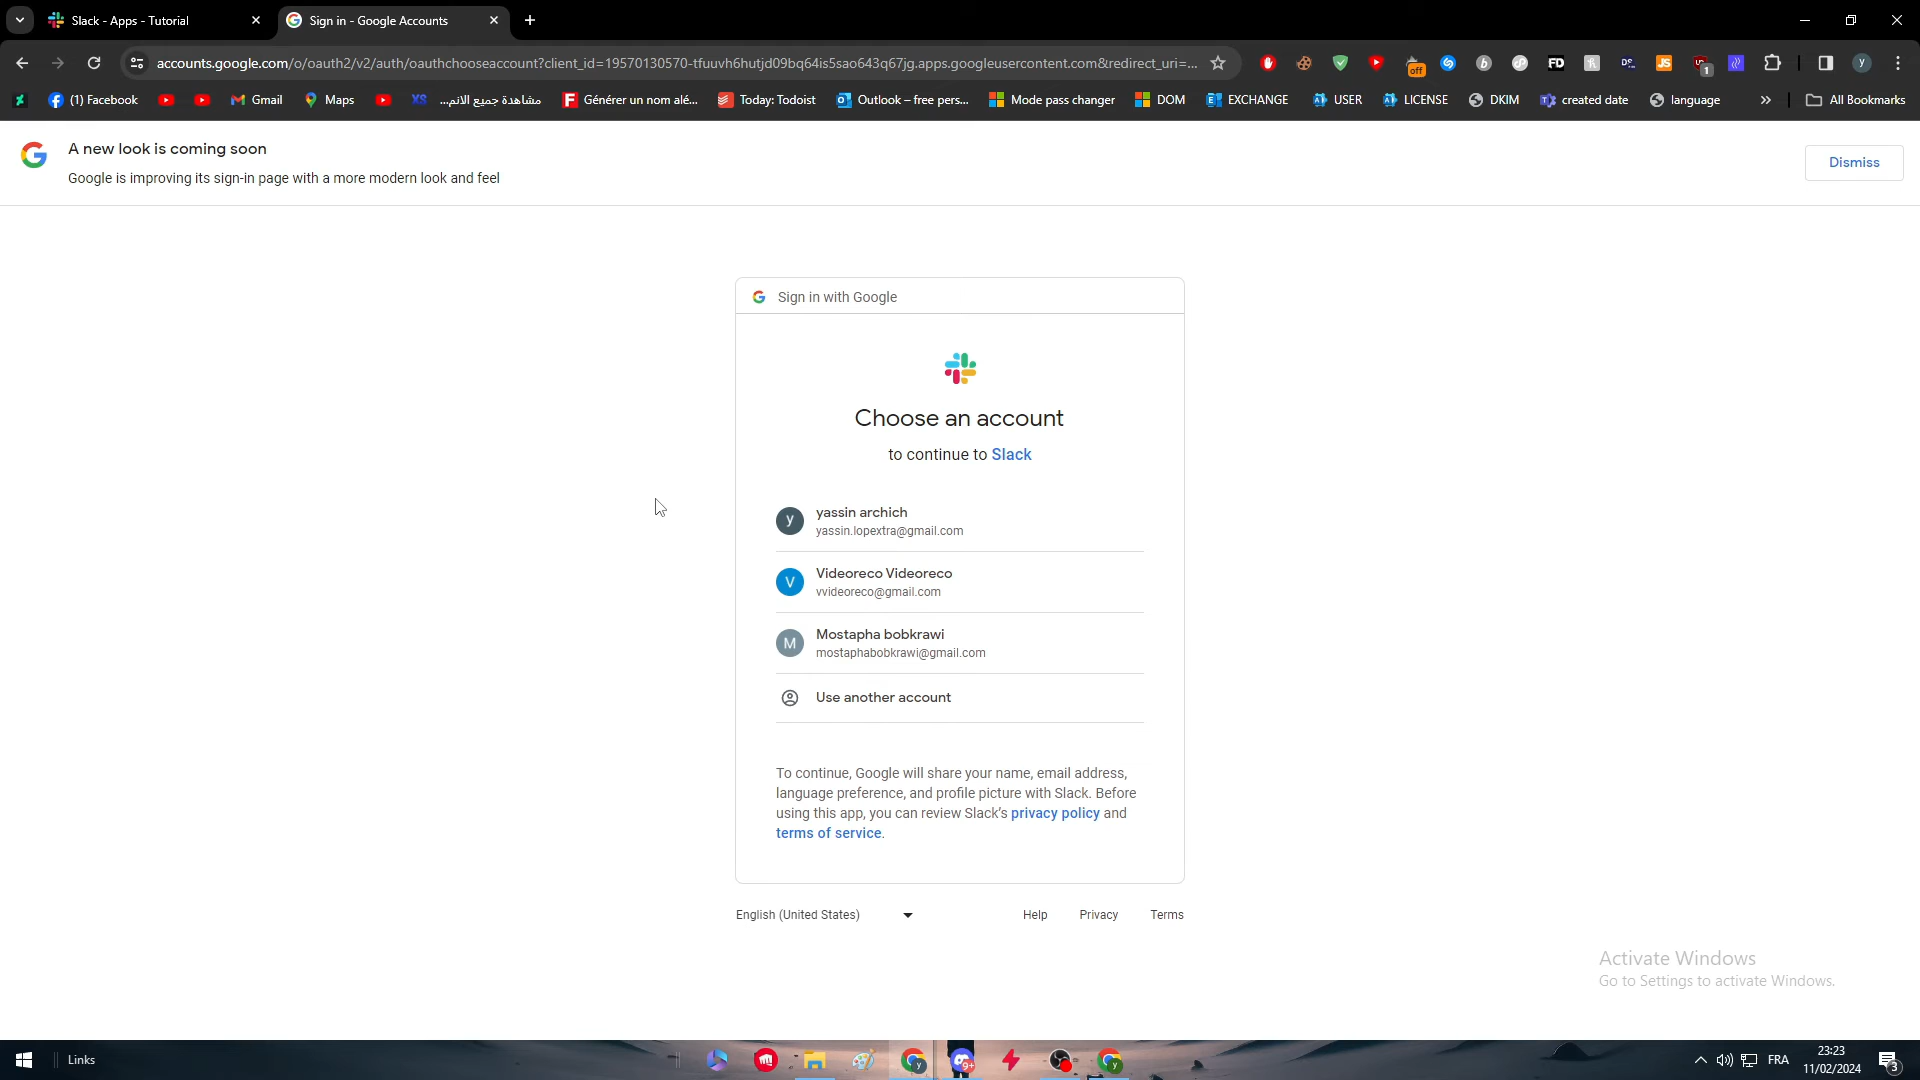 Slack - Apps - Tutorial
Sign in - Google Accounts
accounts.google.com/o/oauth2/v2/auth/oauthchooseaccount?client_id=19570130570-tfuuvh6hutjd09bq64is5sao643q67jg.apps.googleusercontent.com&redirect_uri=...
(1) Facebook
Gmail
Maps
مشاهدة جميع الانم...
Générer un nom alé...
Today: Todoist
Outlook – free pers...
Mode pass changer
DOM
EXCHANGE
USER
LICENSE
DKIM
created date
language
All Bookmarks
A new look is coming soon
Google is improving its sign-in page with a more modern look and feel
Dismiss
Sign in with Google
Choose an account
to continue to Slack
yassin archich
yassin.lopextra@gmail.com
Videoreco Videoreco
vvideoreco@gmail.com
Mostapha bobkrawi
mostaphabobkrawi@gmail.com
Use another account
To continue, Google will share your name, email address,
language preference, and profile picture with Slack. Before
using this app, you can review Slack's privacy policy and
terms of service.
English (United States)
Help
Privacy
Terms
Activate Windows
Go to Settings to activate Windows.
Links
FRA
23:23
11/02/2024